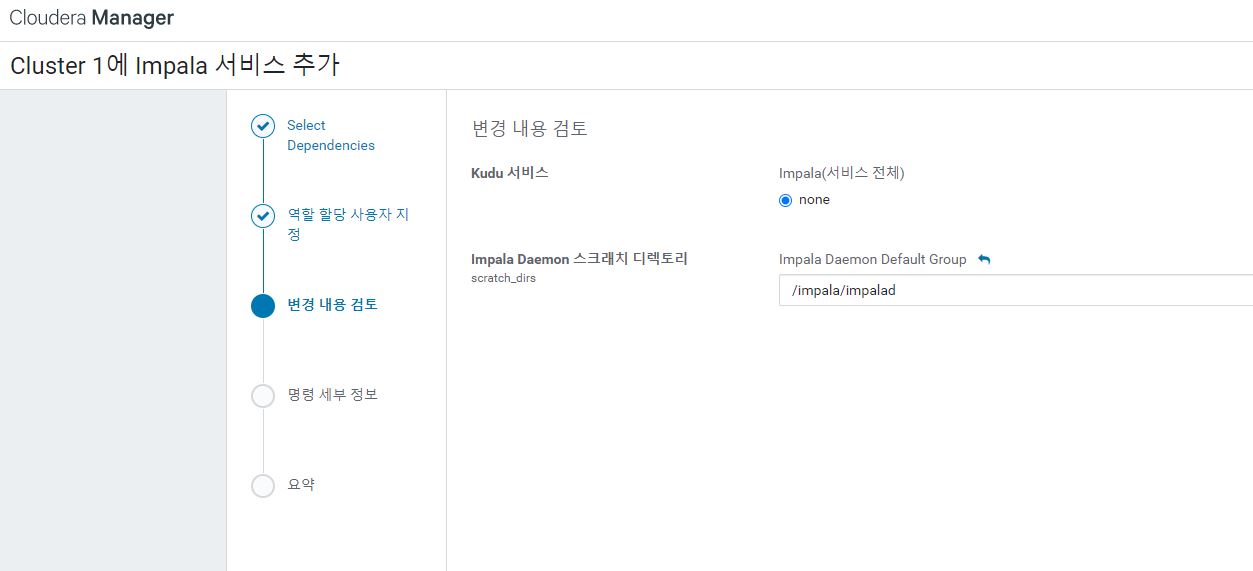 Cloudera Manager
Cluster 1에 Impala 서비스 추가
Select
Dependencies
역할 할당 사용자 지
정
변경 내용 검토
명령 세부 정보
요약
변경 내용 검토
Kudu 서비스
Impala(서비스 전체)
none
Impala Daemon 스크래치 디렉토리
scratch_dirs
Impala Daemon Default Group
/impala/impalad